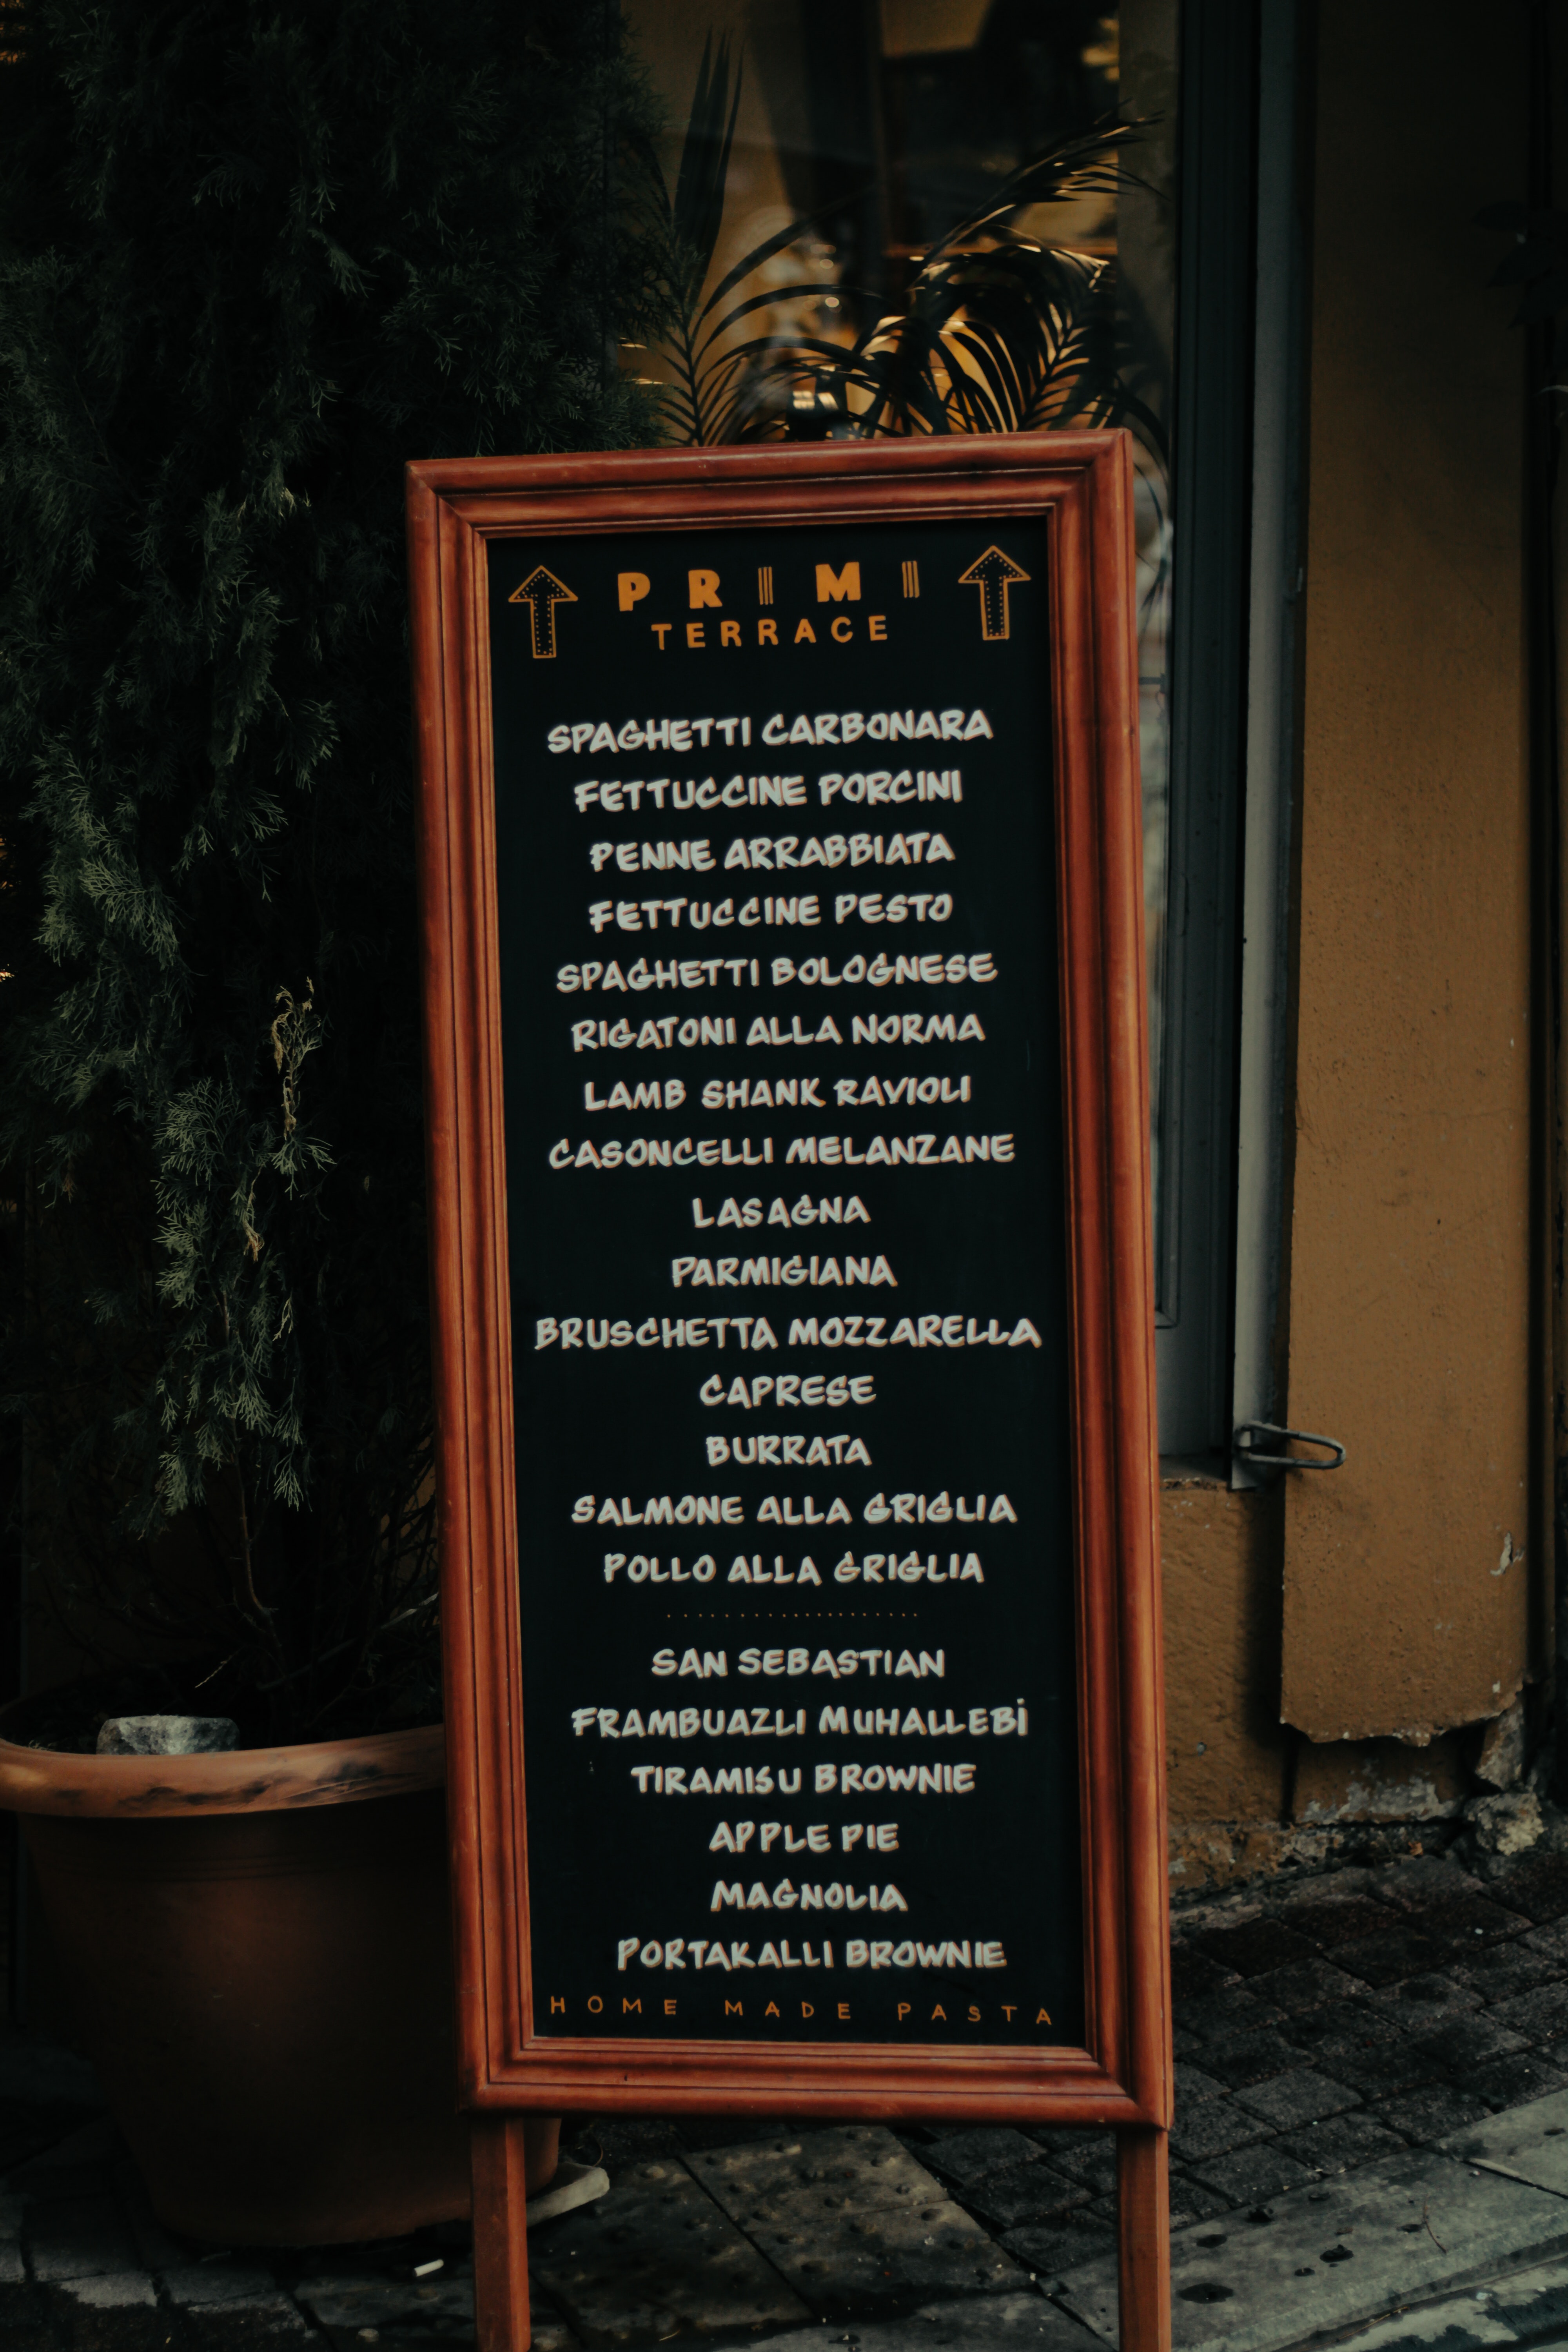 PRIMI
TERRACE
SPAGHETTI CARBONARA
FETTUCCINE PORCINI
PENNE ARRABBIATA
FETTUCCINE PESTO
SPAGHETTI BOLOGNESE
RIGATONI ALLA NORMA
LAMB SHANK RAVIOLI
CASONCELLI MELANZANE
LASAGNA
PARMIGIANA
BRUSCHETTA MOZZARELLA
CAPRESE
BURRATA
SALMONE ALLA GRIGLIA
POLLO ALLA GRIGLIA
SAN SEBASTIAN
FRAMBUAZLI MUHALLEBİ
TIRAMISU BROWNIE
APPLE PIE
MAGNOLIA
PORTAKALLI BROWNIE
HOME MADE PASTA